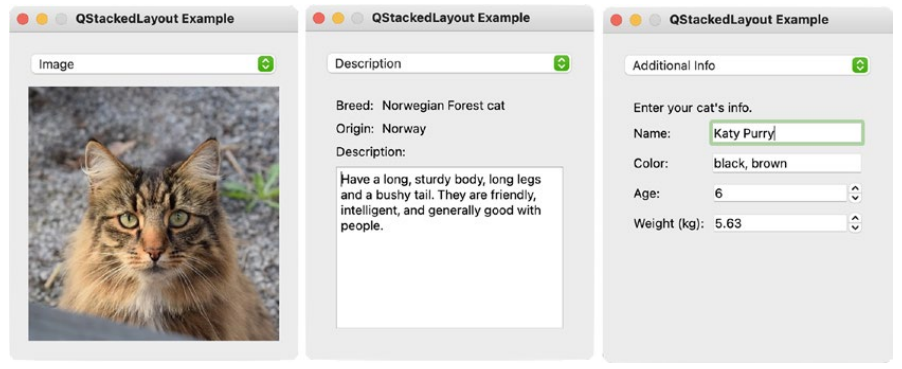 QStackedLayout Example
Image
QStackedLayout Example
Description
Breed: Norwegian Forest cat
Origin: Norway
Description:
Have a long, sturdy body, long legs
and a bushy tail. They are friendly,
intelligent, and generally good with
people.
QStackedLayout Example
Additional Info
Enter your cat's info.
Name: Katy Purry
Color: black, brown
Age: 6
Weight (kg): 5.63